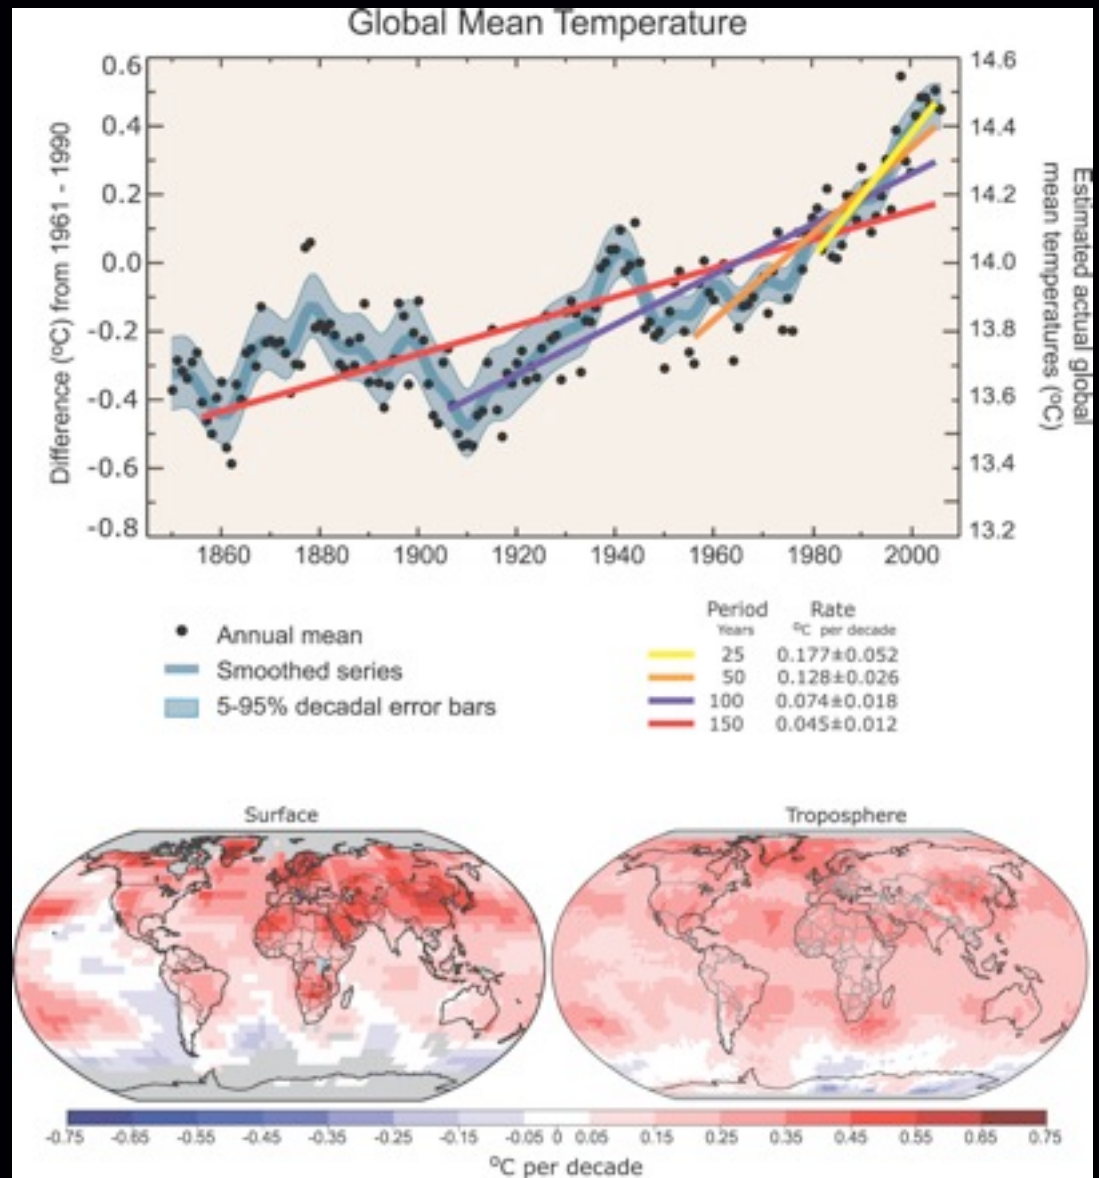 Global Mean Temperature
Difference (ºC) from 1961 - 1990
0.6
0.4
0.2
0.0
-0.2
-0.4
-0.6
-0.8
14.6
14.4
14.2
14.0
13.8
13.6
13.4
13.2
Estimated actual global
mean temperatures (ºC)
1860 1880 1900 1920 1940 1960 1980 2000
Annual mean
Smoothed series
5-95% decadal error bars
Period Rate
Years ºC per decade
25 0.177±0.052
50 0.128±0.026
100 0.074±0.018
150 0.045±0.012
Surface
Troposphere
-0.75 -0.65 -0.55 -0.45 -0.35 -0.25 -0.15 -0.05 0 0.05 0.15 0.25 0.35 0.45 0.55 0.65 0.75
ºC per decade